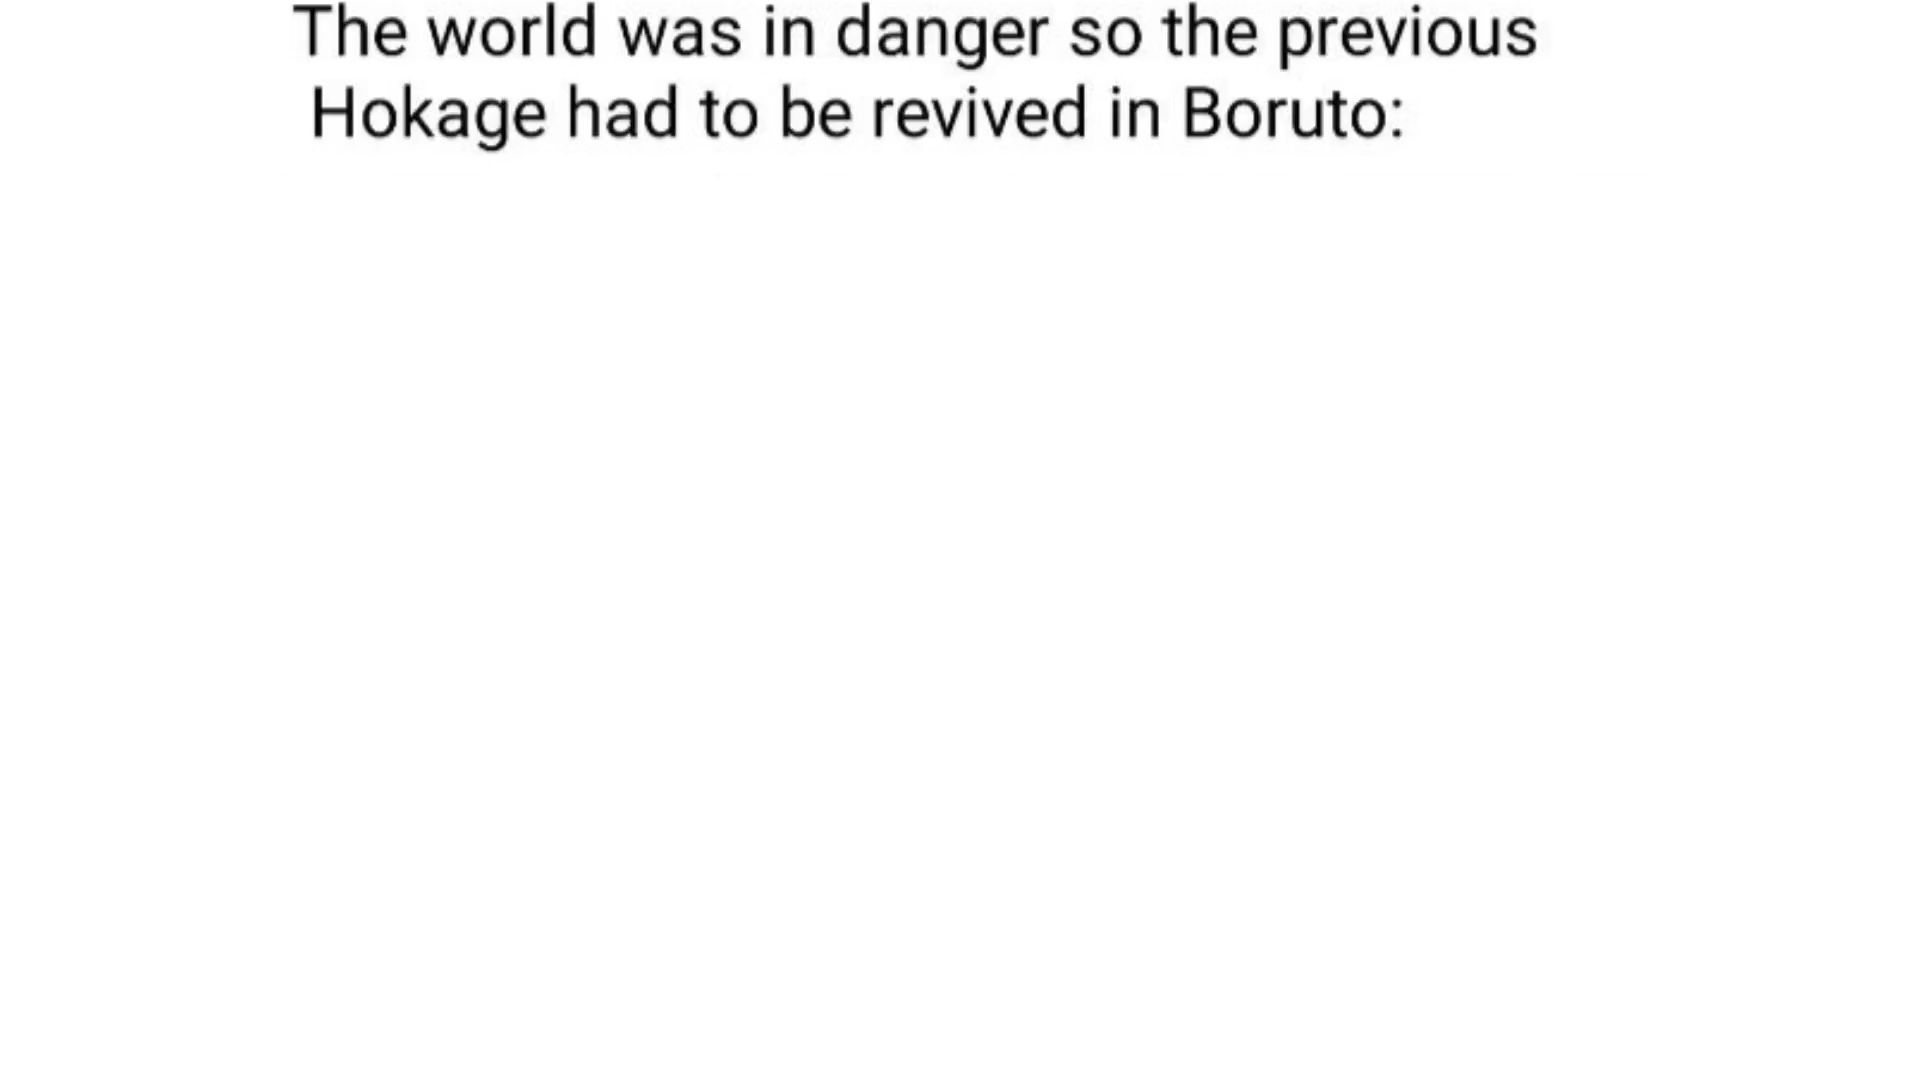 The world was in danger so the previous
Hokage had to be revived in Boruto: